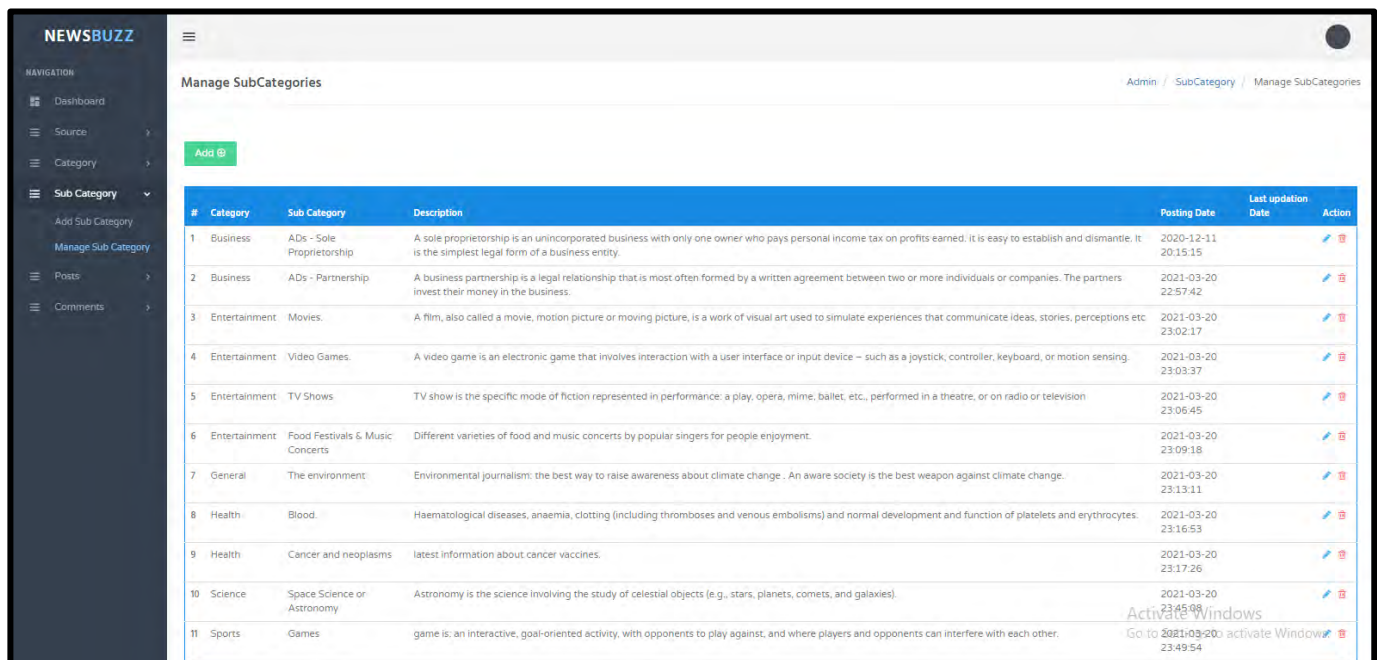 NEWSBUZZ
NAVIGATION
Dashboard
Source
Category
Sub Category
Add Sub Category
Manage Sub Category
Posts
Comments
Manage SubCategories
Admin / SubCategory / Manage SubCategories
Add
# Category Sub Category Description Posting Date Last updation Date Action
1 Business ADs - Sole Proprietorship A sole proprietorship is an unincorporated business with only one owner who pays personal income tax on profits earned. it is easy to establish and dismantle. It is the simplest legal form of a business entity. 2020-12-11 20:15:15
2 Business ADs - Partnership A business partnership is a legal relationship that is most often formed by a written agreement between two or more individuals or companies. The partners invest their money in the business. 2021-03-20 22:57:42
3 Entertainment Movies. A film, also called a movie, motion picture or moving picture, is a work of visual art used to simulate experiences that communicate ideas, stories, perceptions etc 2021-03-20 23:02:17
4 Entertainment Video Games. A video game is an electronic game that involves interaction with a user interface or input device – such as a joystick, controller, keyboard, or motion sensing. 2021-03-20 23:03:37
5 Entertainment TV Shows TV show is the specific mode of fiction represented in performance: a play, opera, mime, ballet, etc., performed in a theatre, or on radio or television 2021-03-20 23:06:45
6 Entertainment Food Festivals & Music Concerts Different varieties of food and music concerts by popular singers for people enjoyment. 2021-03-20 23:09:18
7 General The environment Environmental journalism: the best way to raise awareness about climate change . An aware society is the best weapon against climate change. 2021-03-20 23:13:11
8 Health Blood. Haematological diseases, anaemia, clotting (including thromboses and venous embolisms) and normal development and function of platelets and erythrocytes. 2021-03-20 23:16:53
9 Health Cancer and neoplasms latest information about cancer vaccines. 2021-03-20 23:17:26
10 Science Space Science or Astronomy Astronomy is the science involving the study of celestial objects (e.g., stars, planets, comets, and galaxies). 2021-03-20 23:45:08
11 Sports Games game is: an interactive, goal-oriented activity, with opponents to play against, and where players and opponents can interfere with each other. 2021-03-20 23:49:54
Activate Windows
Go to Settings to activate Windows.